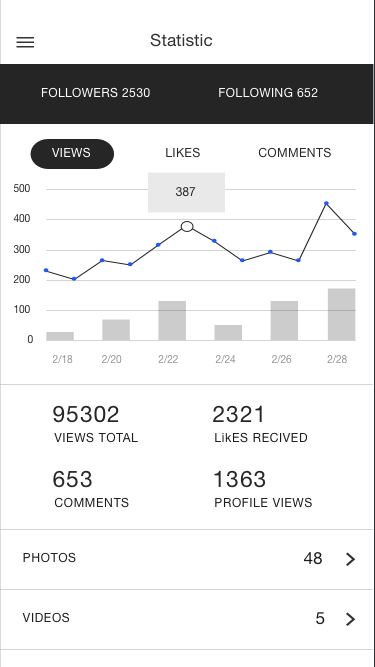 Statistic
FOLLOWERS 2530 FOLLOWING 652
VIEWS LIKES COMMENTS
387
500
400
300
200
100
0
2/18 2/20 2/22 2/24 2/26 2/28
95302 2321
VIEWS TOTAL LikES RECIVED
653 1363
COMMENTS PROFILE VIEWS
PHOTOS 48
VIDEOS 5